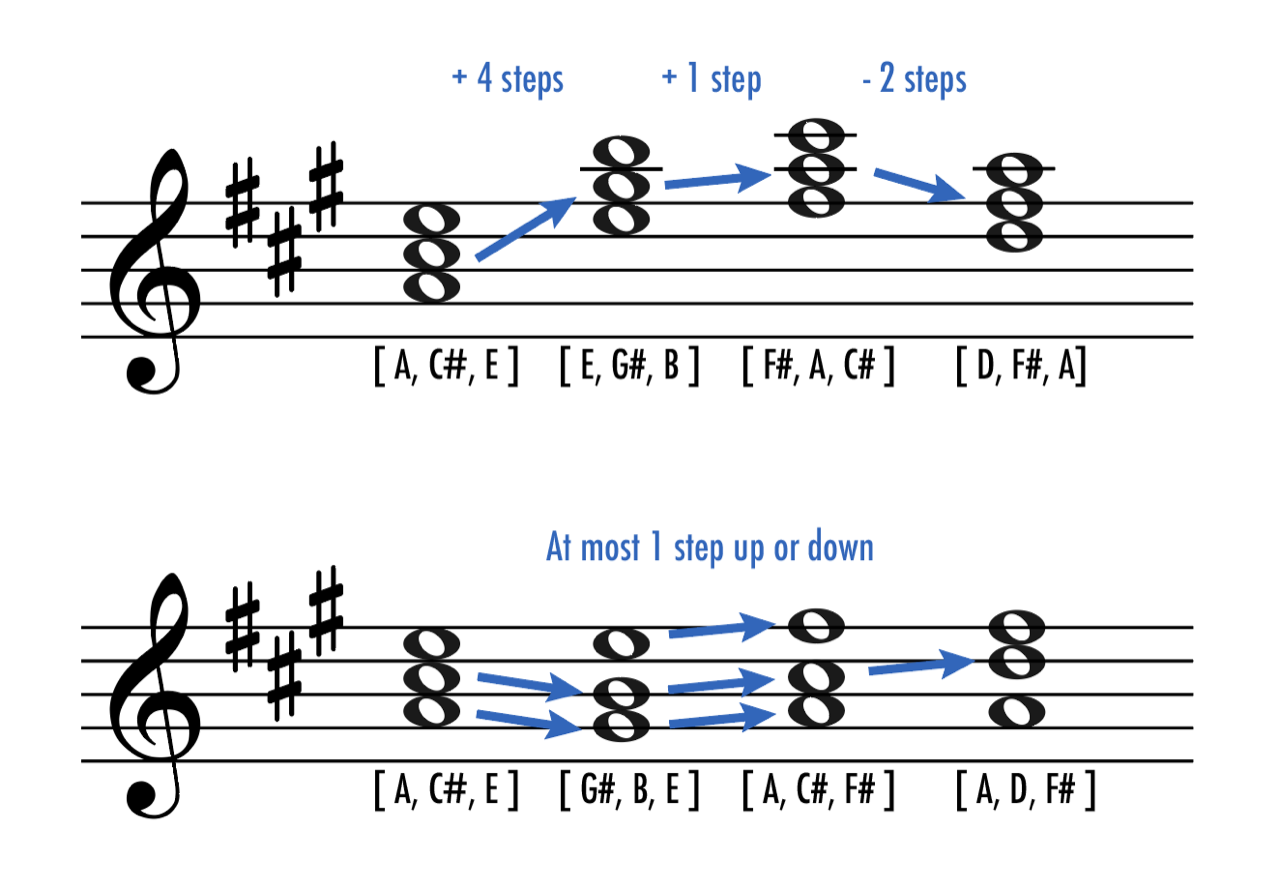 + 4 steps + 1 step - 2 steps
[ A, C#, E ] [ E, G#, B ] [ F#, A, C# ] [ D, F#, A]
At most 1 step up or down
[ A, C#, E ] [ G#, B, E ] [ A, C#, F# ] [ A, D, F# ]